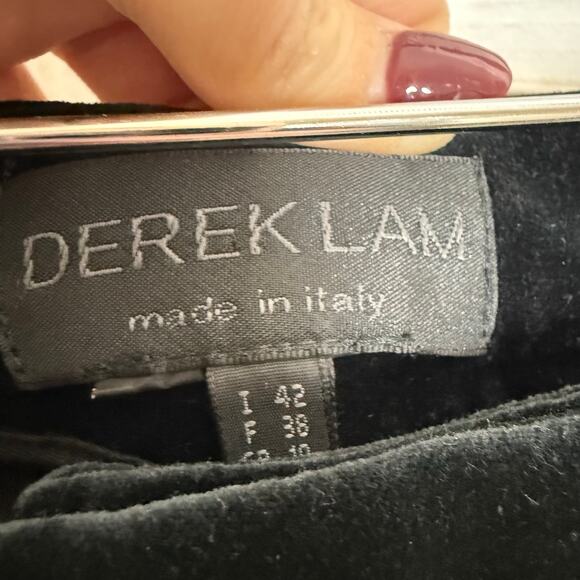 DEREK LAM
made in italy
I 42
F 38